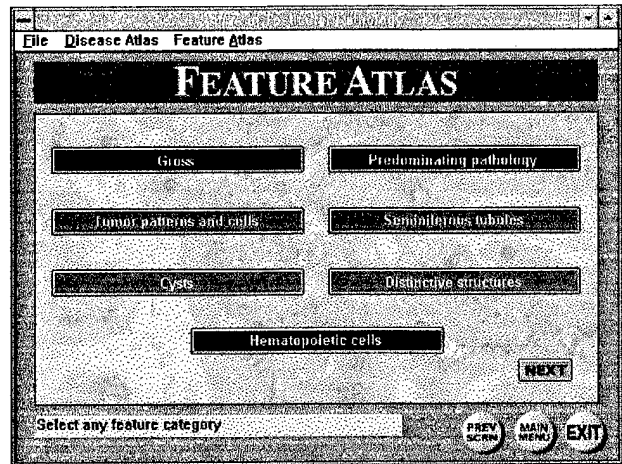 File Disease Atlas Feature Atlas
FEATURE ATLAS
Gross Predominating pathology
Tumor patterns and cells Seminiferous tubules
Cysts Distinctive structures
Hematopoietic cells
NEXT
Select any feature category
PREV SCRN MAIN MENU EXIT